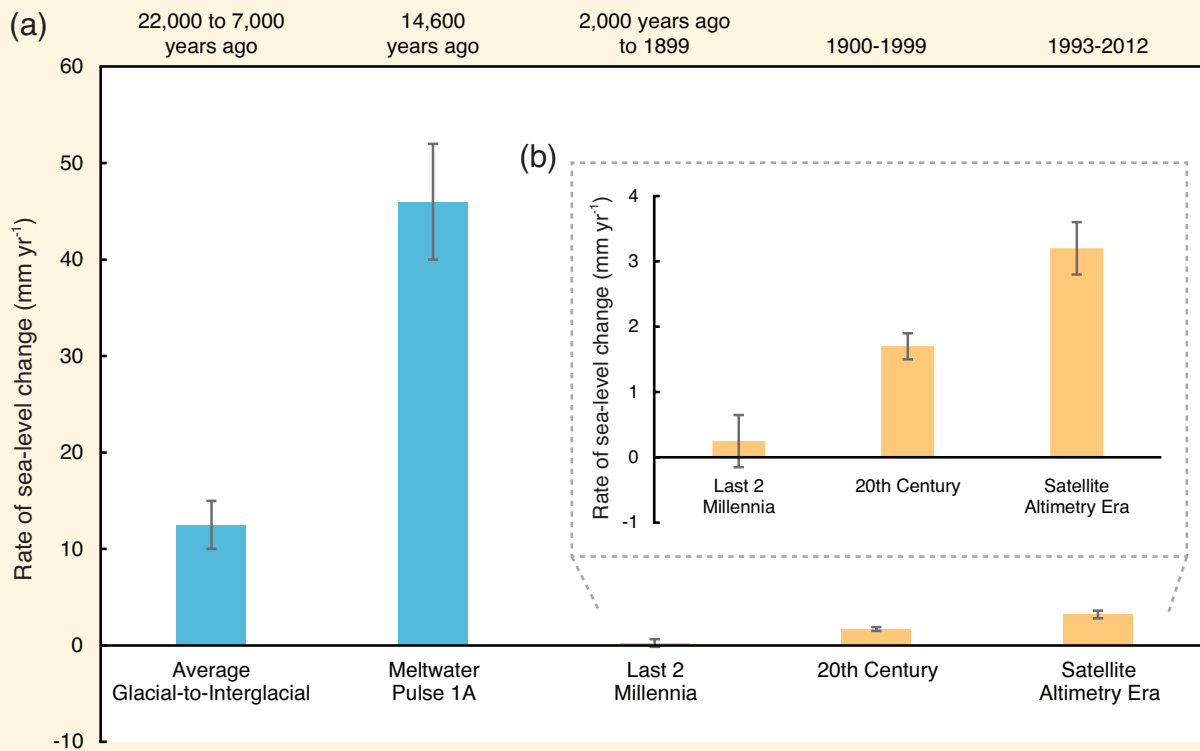 (a)
22,000 to 7,000
years ago
14,600
years ago
2,000 years ago
to 1899
1900-1999
1993-2012
Rate of sea-level change (mm yr⁻¹)
60
50
40
30
20
10
0
-10
Average
Glacial-to-Interglacial
Meltwater
Pulse 1A
Last 2
Millennia
20th Century
Satellite
Altimetry Era
(b)
Rate of sea-level change (mm yr⁻¹)
4
3
2
1
0
-1
Last 2
Millennia
20th Century
Satellite
Altimetry Era